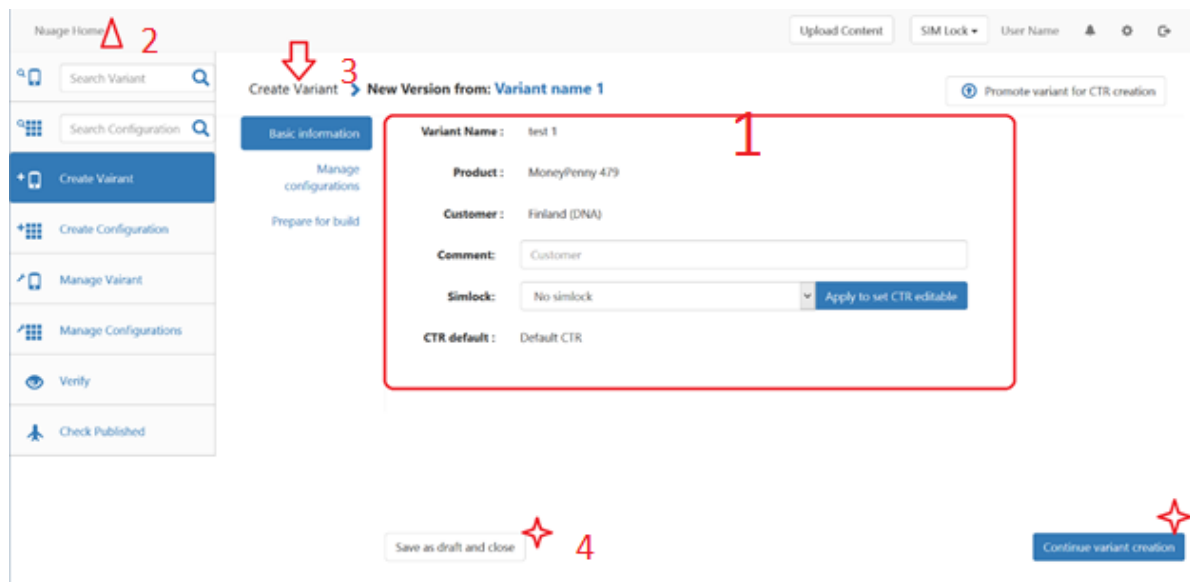 Nuage Home
2
Upload Content
SIM Lock
User Name
Search Variant
Search Configuration
Create Vairant
Create Configuration
Manage Vairant
Manage Configurations
Verify
Check Published
3
Create Variant New Version from: Variant name 1
Promote variant for CTR creation
Basic information
Manage
configurations
Prepare for build
1
Variant Name : test 1
Product : MoneyPenny 479
Customer : Finland (DNA)
Comment: Customer
Simlock: No simlock Apply to set CTR editable
CTR default : Default CTR
Save as draft and close
4
Continue variant creation